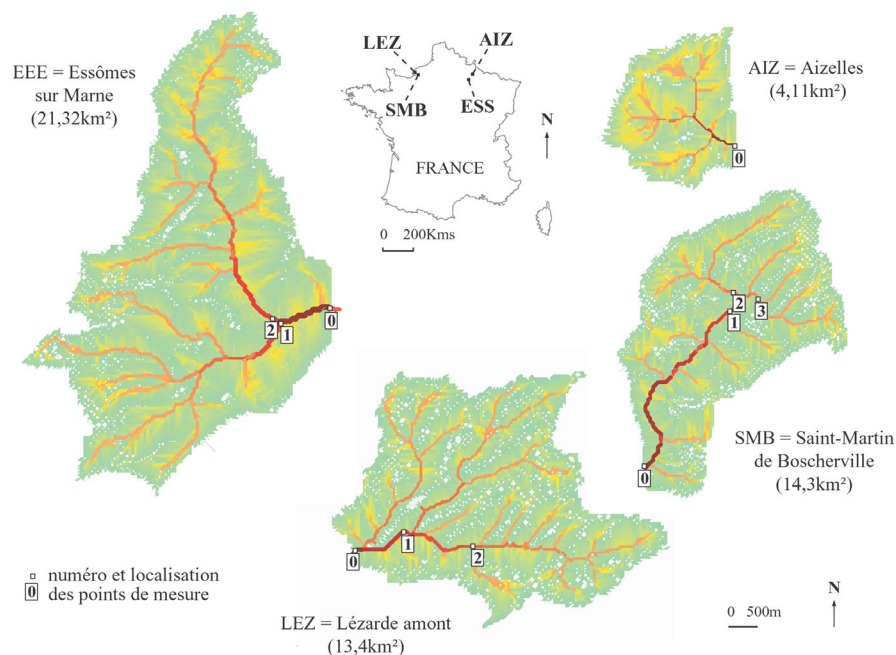 EEE = Essômes
sur Marne
(21,32km²)
LEZ
AIZ
SMB
ESS
N
FRANCE
0 200Kms
AIZ = Aizelles
(4,11km²)
0
2
1
0
2
1
3
0
SMB = Saint-Martin
de Boscherville
(14,3km²)
0
1
2
0 numéro et localisation
des points de mesure
LEZ = Lézarde amont
(13,4km²)
0 500m
N